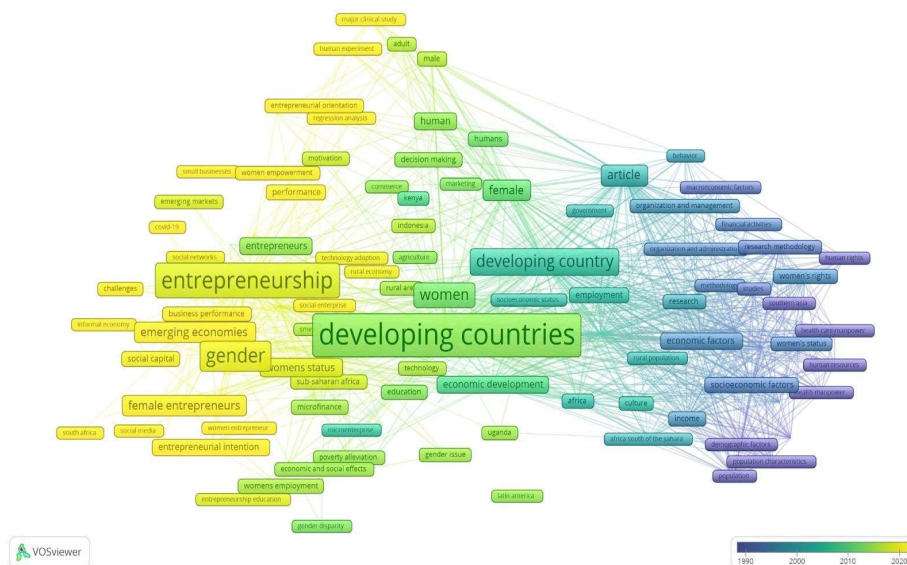 major clinical study
human experiment
adult
male
entrepreneurial orientation
regression analysis
human
humans
motivation
decision making
small businesses
women empowerment
performance
commerce
marketing
female
article
behavior
macroeconomic factors
emerging markets
kenya
government
organization and management
covid-19
indonesia
financial activities
entrepreneurs
organization and administration
research methodology
social networks
technology adoption
agriculture
developing country
human rights
entrepreneurship
rural economy
methodology
studies
women's rights
challenges
rural
women
socioeconomic status
employment
research
southern asia
social enterprise
business performance
informal economy
emerging economies
developing countries
health care manpower
economic factors
women's status
social capital
gender
rural population
human resources
womens status
technology
sub-saharan africa
economic development
socioeconomic factors
education
health manpower
female entrepreneurs
microfinance
africa
culture
income
south africa
social media
women entrepreneur
microenterprise
uganda
africa south of the sahara
entrepreneurial intention
demographic factors
poverty alleviation
gender issue
economic and social effects
population characteristics
population
womens employment
entrepreneurship education
latin america
gender disparity
VOSviewer
1990 2000 2010 2020